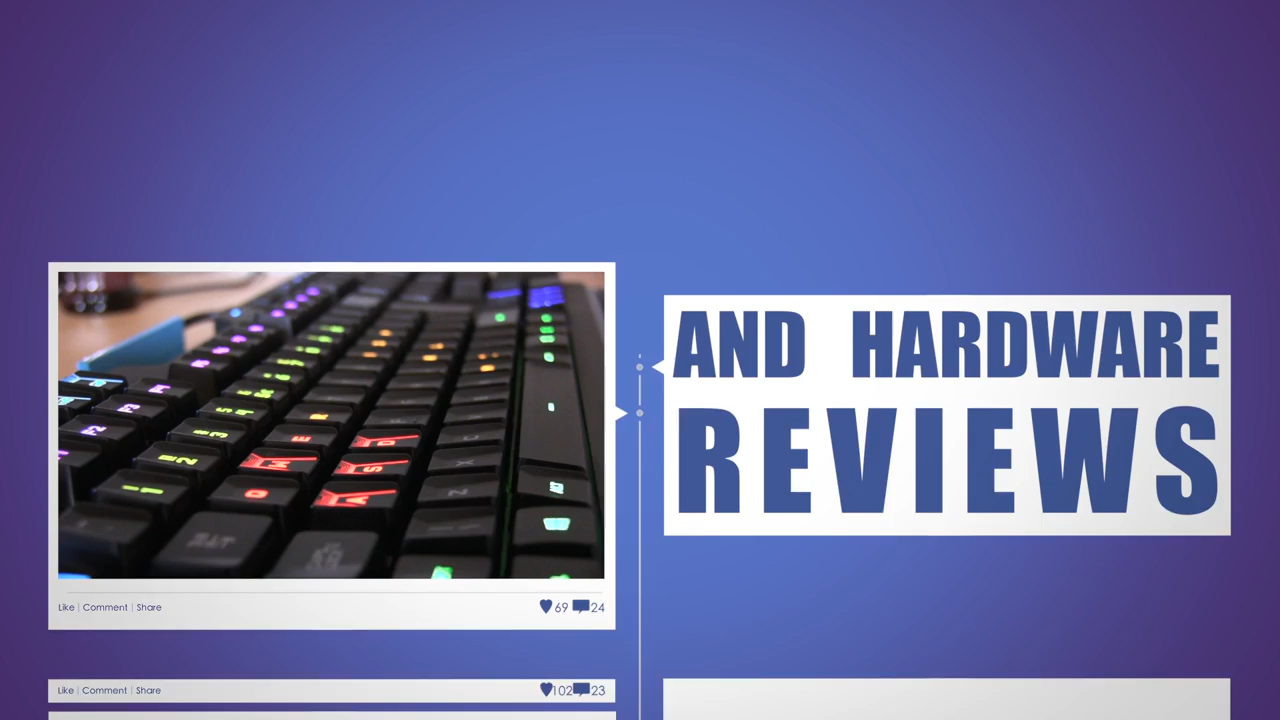 AND HARDWARE
REVIEWS
Like | Comment | Share
69 24
Like | Comment | Share
102 23